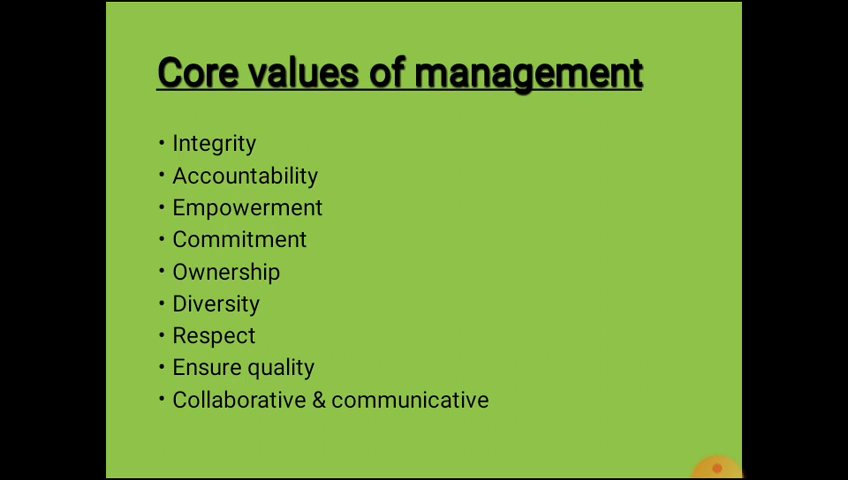 Core values of management
• Integrity
• Accountability
• Empowerment
• Commitment
• Ownership
• Diversity
• Respect
• Ensure quality
• Collaborative & communicative